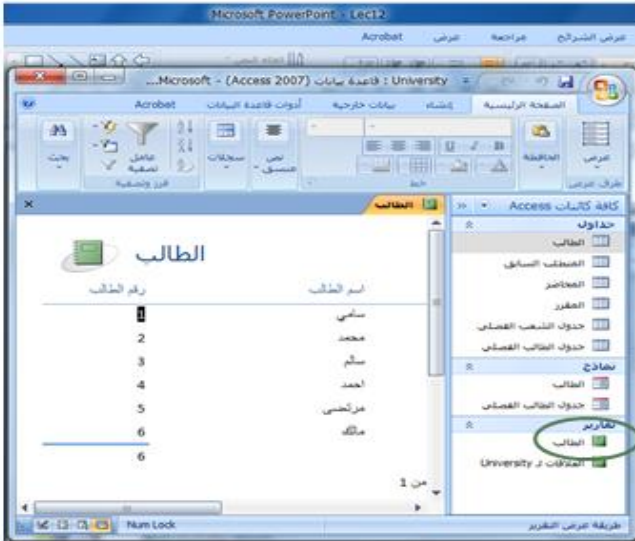 Microsoft PowerPoint - Lec12
عرض الشرائح مراجعة عرض Acrobat
University : قاعدة بيانات (Access 2007) - Microsoft...
الصفحة الرئيسية إنشاء بيانات خارجية أدوات قاعدة البيانات Acrobat
عرض الحافظة نص منسق سجلات عامل تصفية بحث
طرق عرض خط فرز وتصفية
كافة كائنات Access
الطالب
جداول
الطالب
المتطلب السابق
المحاضر
المقرر
جدول الشعب الفصلي
جدول الطالب الفصلي
نماذج
الطالب
جدول الطالب الفصلي
تقارير
الطالب
العلاقات لـ University
الطالب
اسم الطالب رقم الطالب
سامي 1
محمد 2
سالم 3
احمد 4
مرتضى 5
مالك 6
6
1 من
طريقة عرض التقرير Num Lock